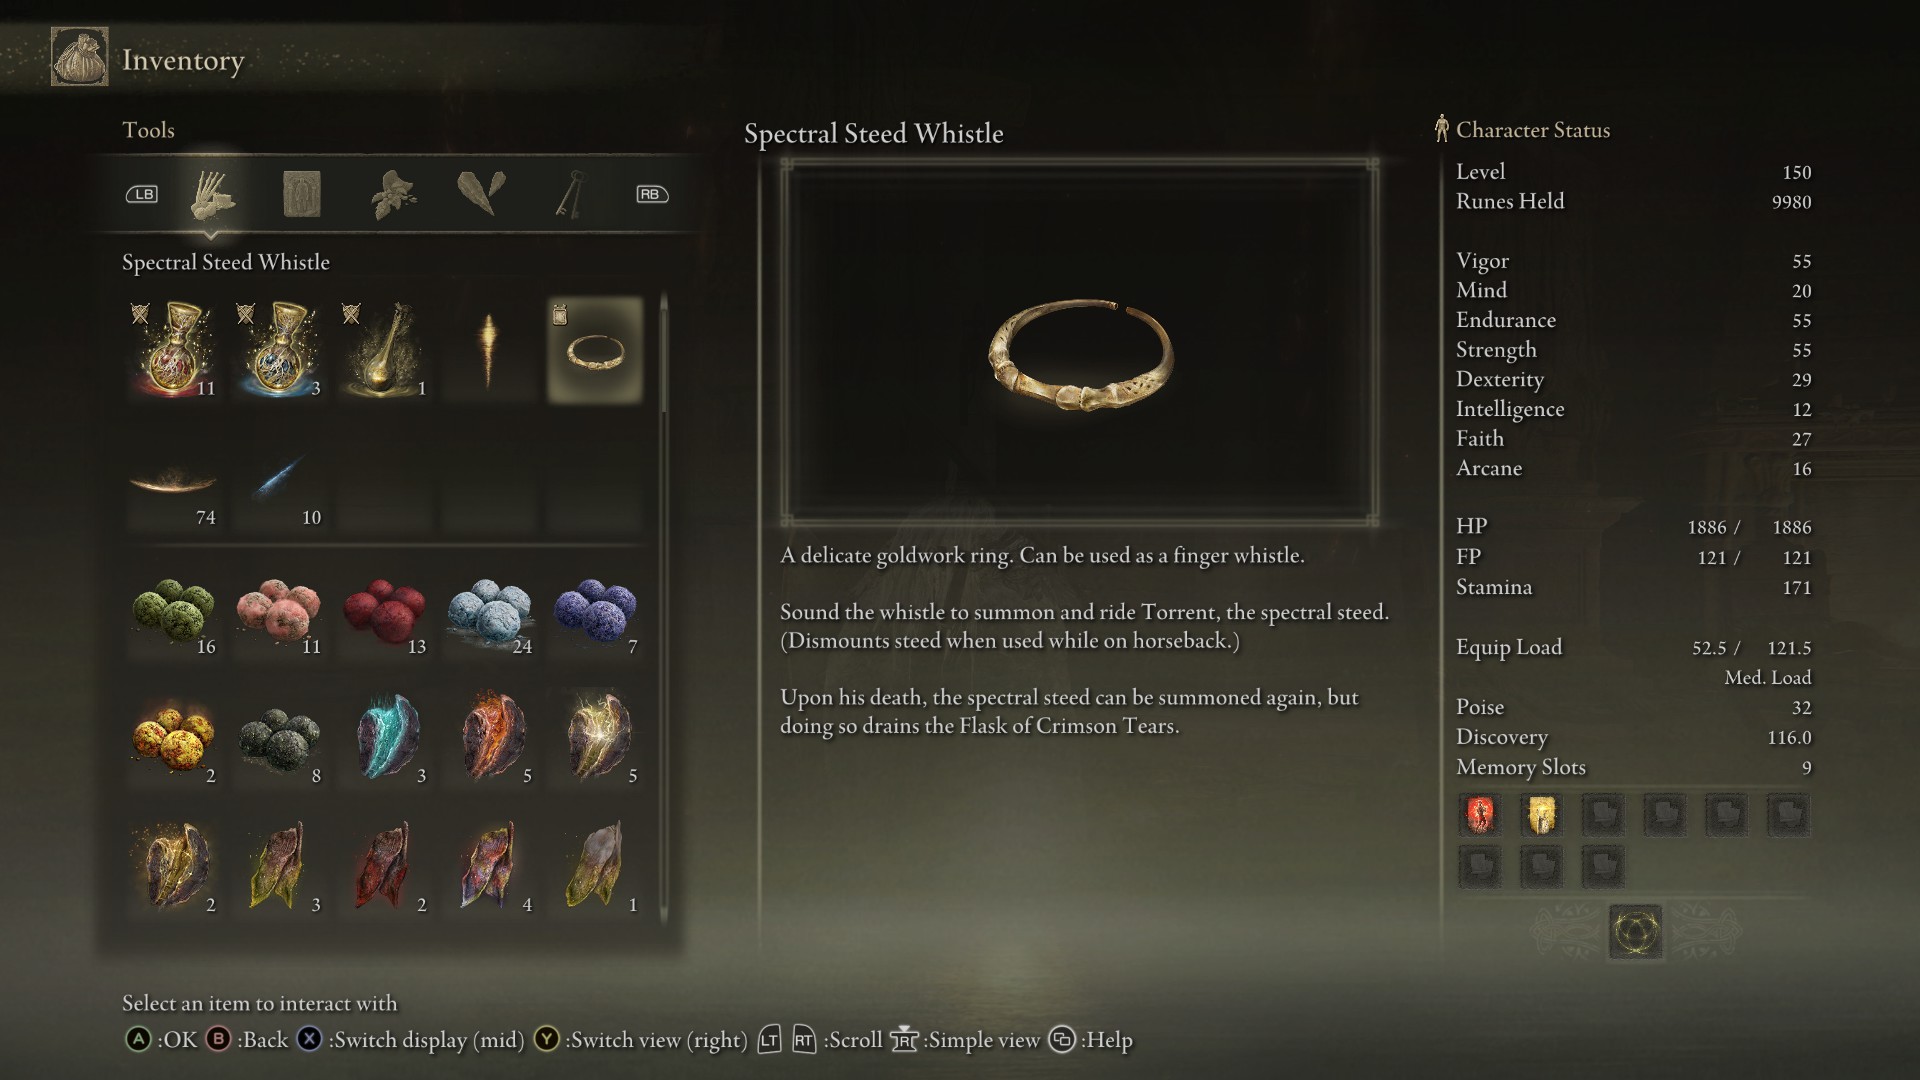 Inventory
Tools
LB
RB
Spectral Steed Whistle
11
3
1
74
10
16
11
13
24
7
2
8
3
5
5
2
3
2
4
1
Spectral Steed Whistle
A delicate goldwork ring. Can be used as a finger whistle.
Sound the whistle to summon and ride Torrent, the spectral steed.
(Dismounts steed when used while on horseback.)
Upon his death, the spectral steed can be summoned again, but
doing so drains the Flask of Crimson Tears.
Character Status
Level 150
Runes Held 9980
Vigor 55
Mind 20
Endurance 55
Strength 55
Dexterity 29
Intelligence 12
Faith 27
Arcane 16
HP 1886 / 1886
FP 121 / 121
Stamina 171
Equip Load 52.5 / 121.5
Med. Load
Poise 32
Discovery 116.0
Memory Slots 9
Select an item to interact with
A :OK B :Back X :Switch display (mid) Y :Switch view (right) LT RT :Scroll R :Simple view :Help